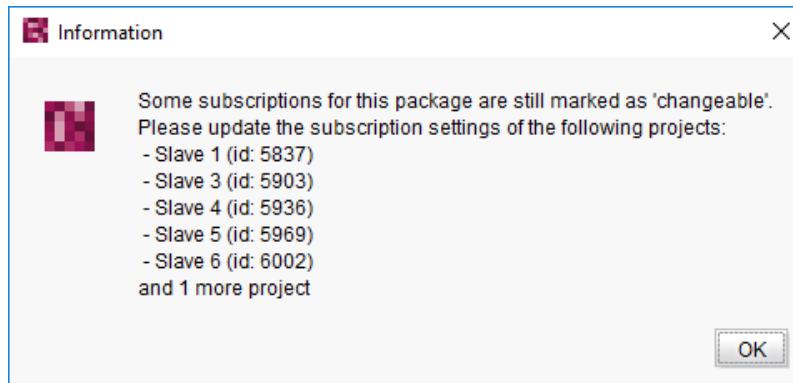 Information
Some subscriptions for this package are still marked as 'changeable'.
Please update the subscription settings of the following projects:
- Slave 1 (id: 5837)
- Slave 3 (id: 5903)
- Slave 4 (id: 5936)
- Slave 5 (id: 5969)
- Slave 6 (id: 6002)
and 1 more project
OK